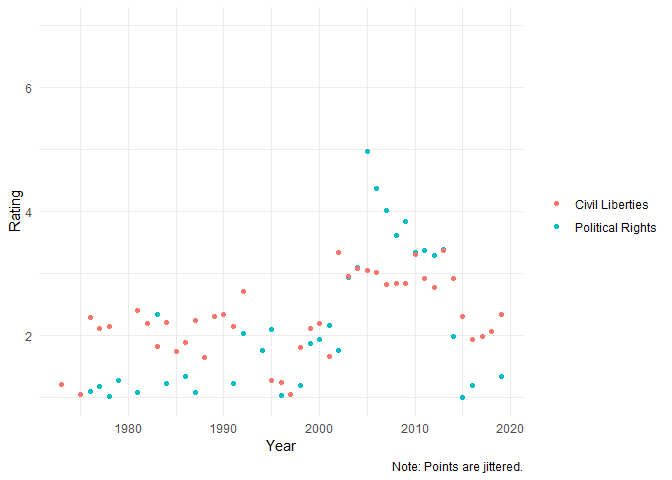 6
4
2
Rating
1980
1990
2000
2010
2020
Year
Civil Liberties
Political Rights
Note: Points are jittered.